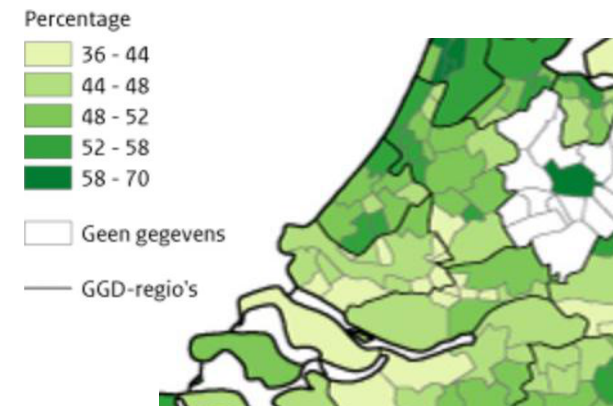 Percentage
36 - 44
44 - 48
48 - 52
52 - 58
58 - 70
Geen gegevens
GGD-regio's